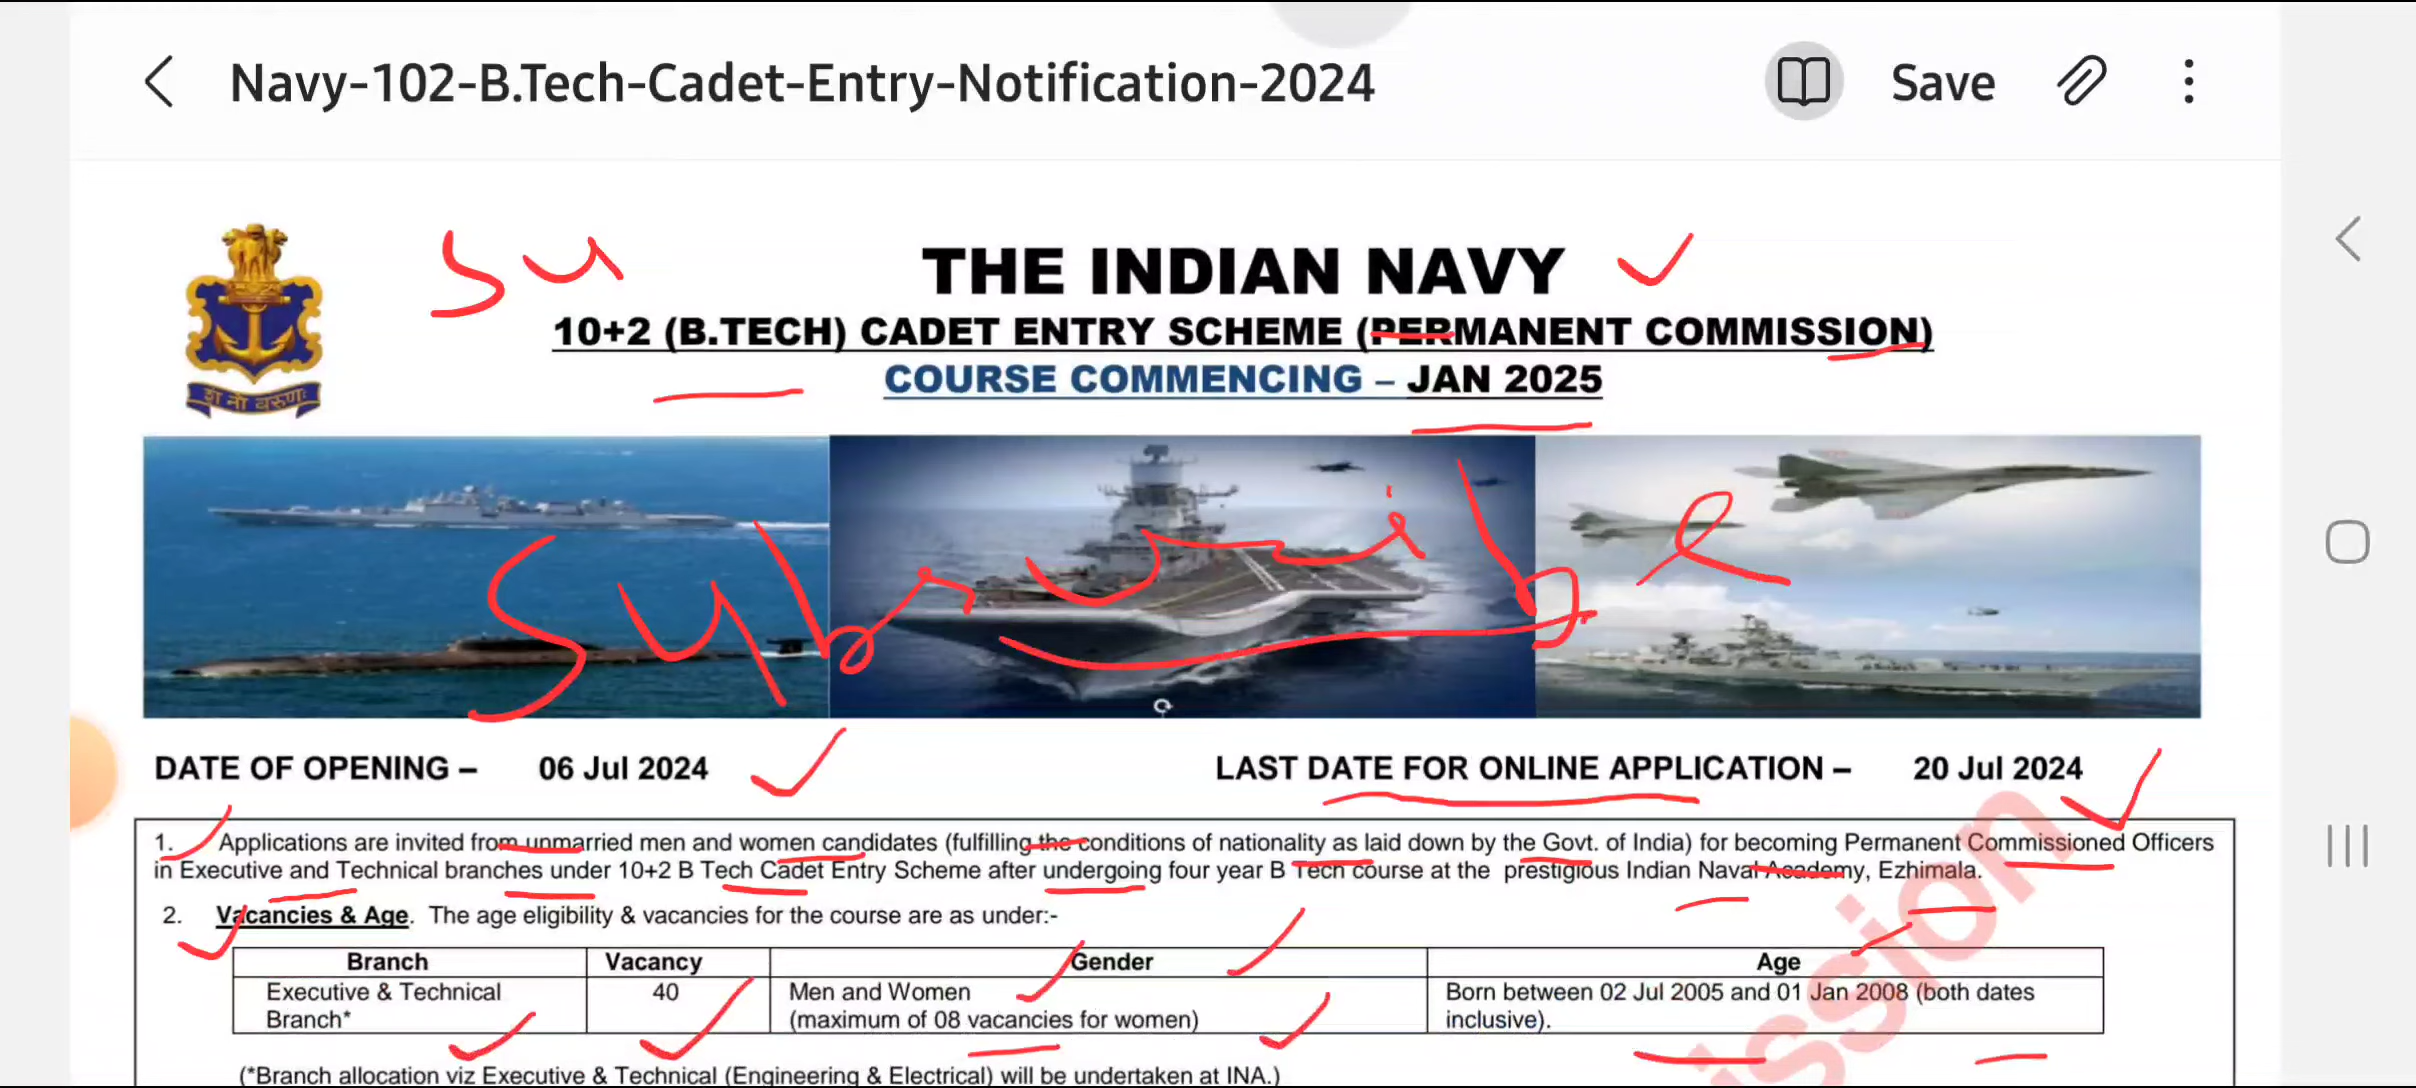 Navy-102-B.Tech-Cadet-Entry-Notification-2024
Save
Su
THE INDIAN NAVY
10+2 (B.TECH) CADET ENTRY SCHEME (PERMANENT COMMISSION)
COURSE COMMENCING – JAN 2025
शं नो वरुणः
DATE OF OPENING – 06 Jul 2024 LAST DATE FOR ONLINE APPLICATION – 20 Jul 2024
1. Applications are invited from unmarried men and women candidates (fulfilling the conditions of nationality as laid down by the Govt. of India) for becoming Permanent Commissioned Officers
in Executive and Technical branches under 10+2 B Tech Cadet Entry Scheme after undergoing four year B Tech course at the prestigious Indian Naval Academy, Ezhimala.
2. Vacancies & Age. The age eligibility & vacancies for the course are as under:-
Branch Vacancy Gender Age
Executive & Technical Branch* 40 Men and Women (maximum of 08 vacancies for women) Born between 02 Jul 2005 and 01 Jan 2008 (both dates inclusive).
(*Branch allocation viz Executive & Technical (Engineering & Electrical) will be undertaken at INA.)
ission